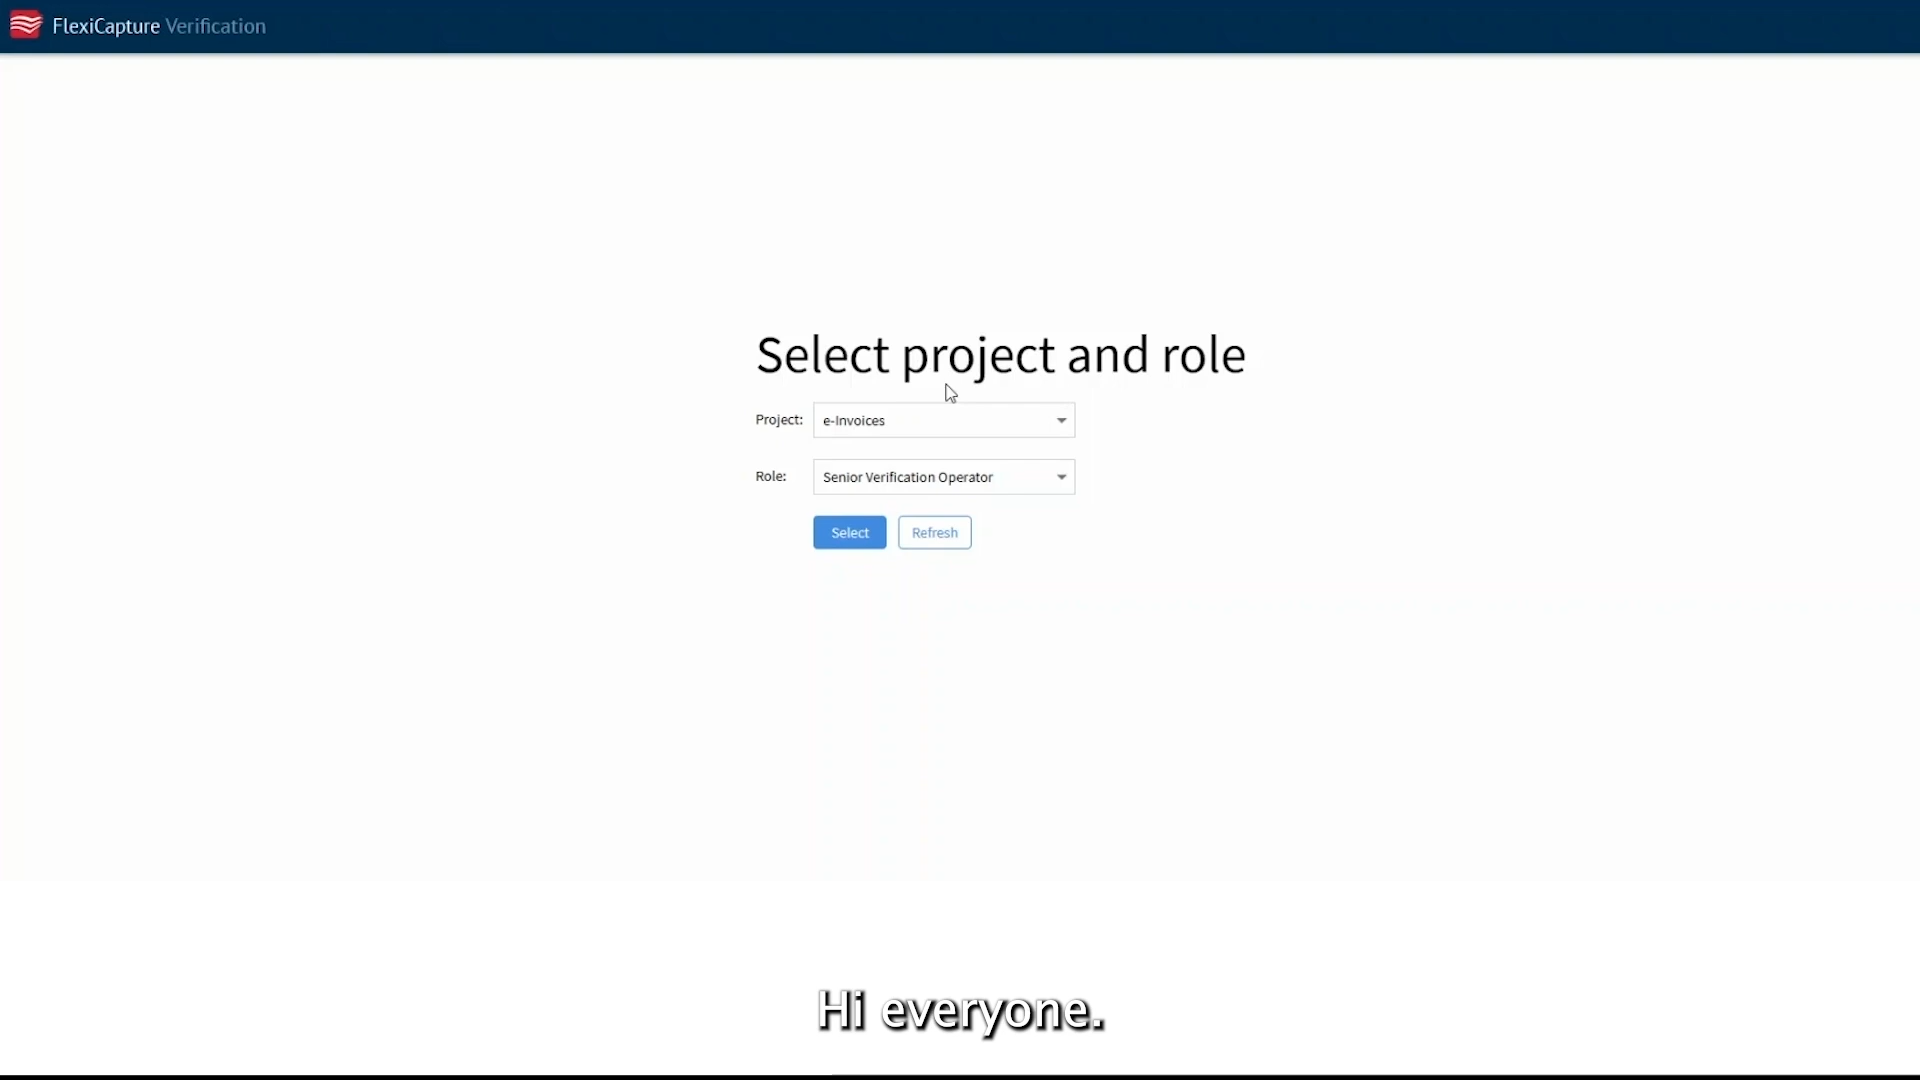 FlexiCapture Verification
Select project and role
Project: e-Invoices
Role: Senior Verification Operator
Select Refresh
Hi everyone.